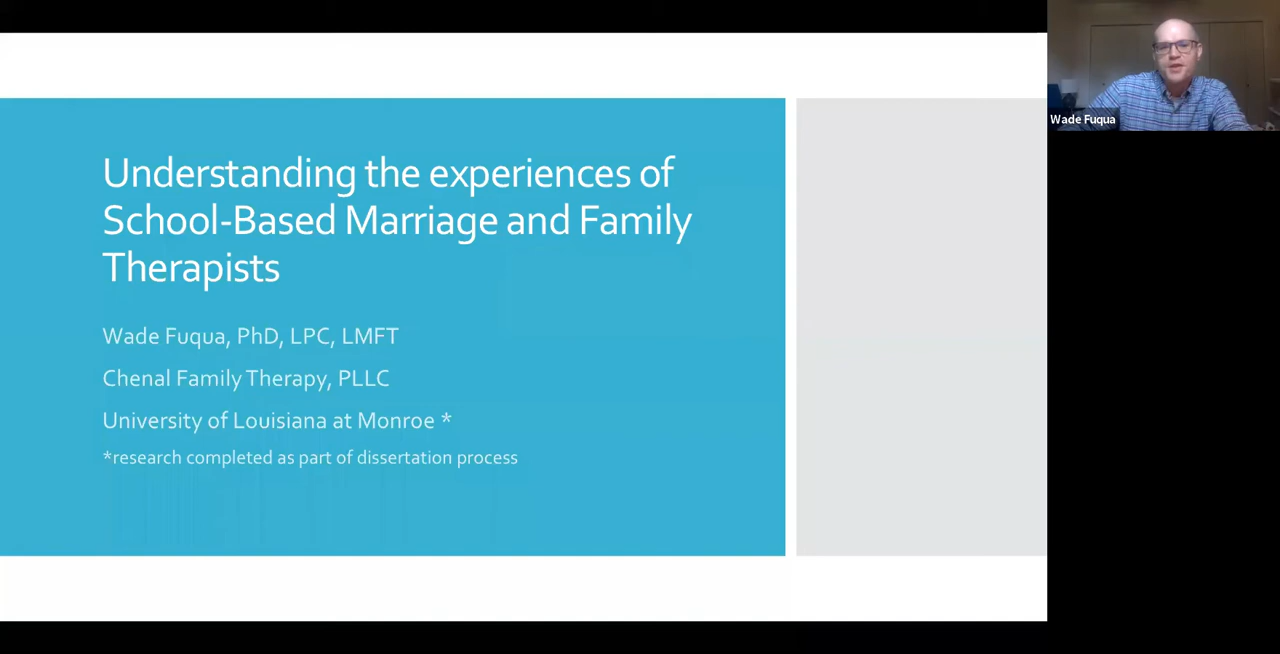 Understanding the experiences of
School-Based Marriage and Family
Therapists
Wade Fuqua, PhD, LPC, LMFT
Chenal Family Therapy, PLLC
University of Louisiana at Monroe *
*research completed as part of dissertation process
Wade Fuqua